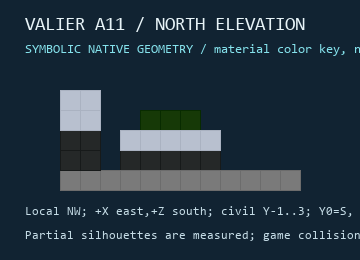 VALIER A11 / NORTH ELEVATION
SYMBOLIC NATIVE GEOMETRY / material color key, n
Local NW; +X east,+Z south; civil Y-1..3; Y0=S,
Partial silhouettes are measured; game collision